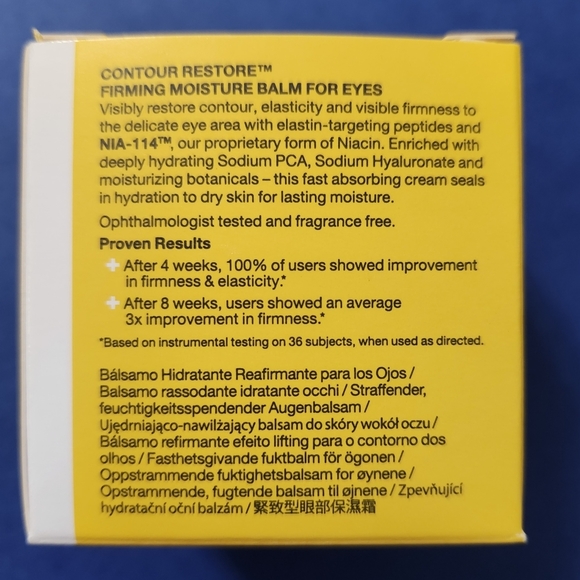 CONTOUR RESTORE™
FIRMING MOISTURE BALM FOR EYES
Visibly restore contour, elasticity and visible firmness to
the delicate eye area with elastin-targeting peptides and
NIA-114™, our proprietary form of Niacin. Enriched with
deeply hydrating Sodium PCA, Sodium Hyaluronate and
moisturizing botanicals – this fast absorbing cream seals
in hydration to dry skin for lasting moisture.
Ophthalmologist tested and fragrance free.
Proven Results
+ After 4 weeks, 100% of users showed improvement
in firmness & elasticity.*
+ After 8 weeks, users showed an average
3x improvement in firmness.*
*Based on instrumental testing on 36 subjects, when used as directed.
Bálsamo Hidratante Reafirmante para los Ojos /
Balsamo rassodante idratante occhi / Straffender,
feuchtigkeitsspendender Augenbalsam /
Ujędrniająco-nawilżający balsam do skóry wokół oczu /
Bálsamo refirmante efeito lifting para o contorno dos
olhos / Fasthetsgivande fuktbalm för ögonen /
Oppstrammende fuktighetsbalsam for øynene /
Opstrammende, fugtende balsam til øjnene / Zpevňující
hydratační oční balzám / 緊致型眼部保濕霜